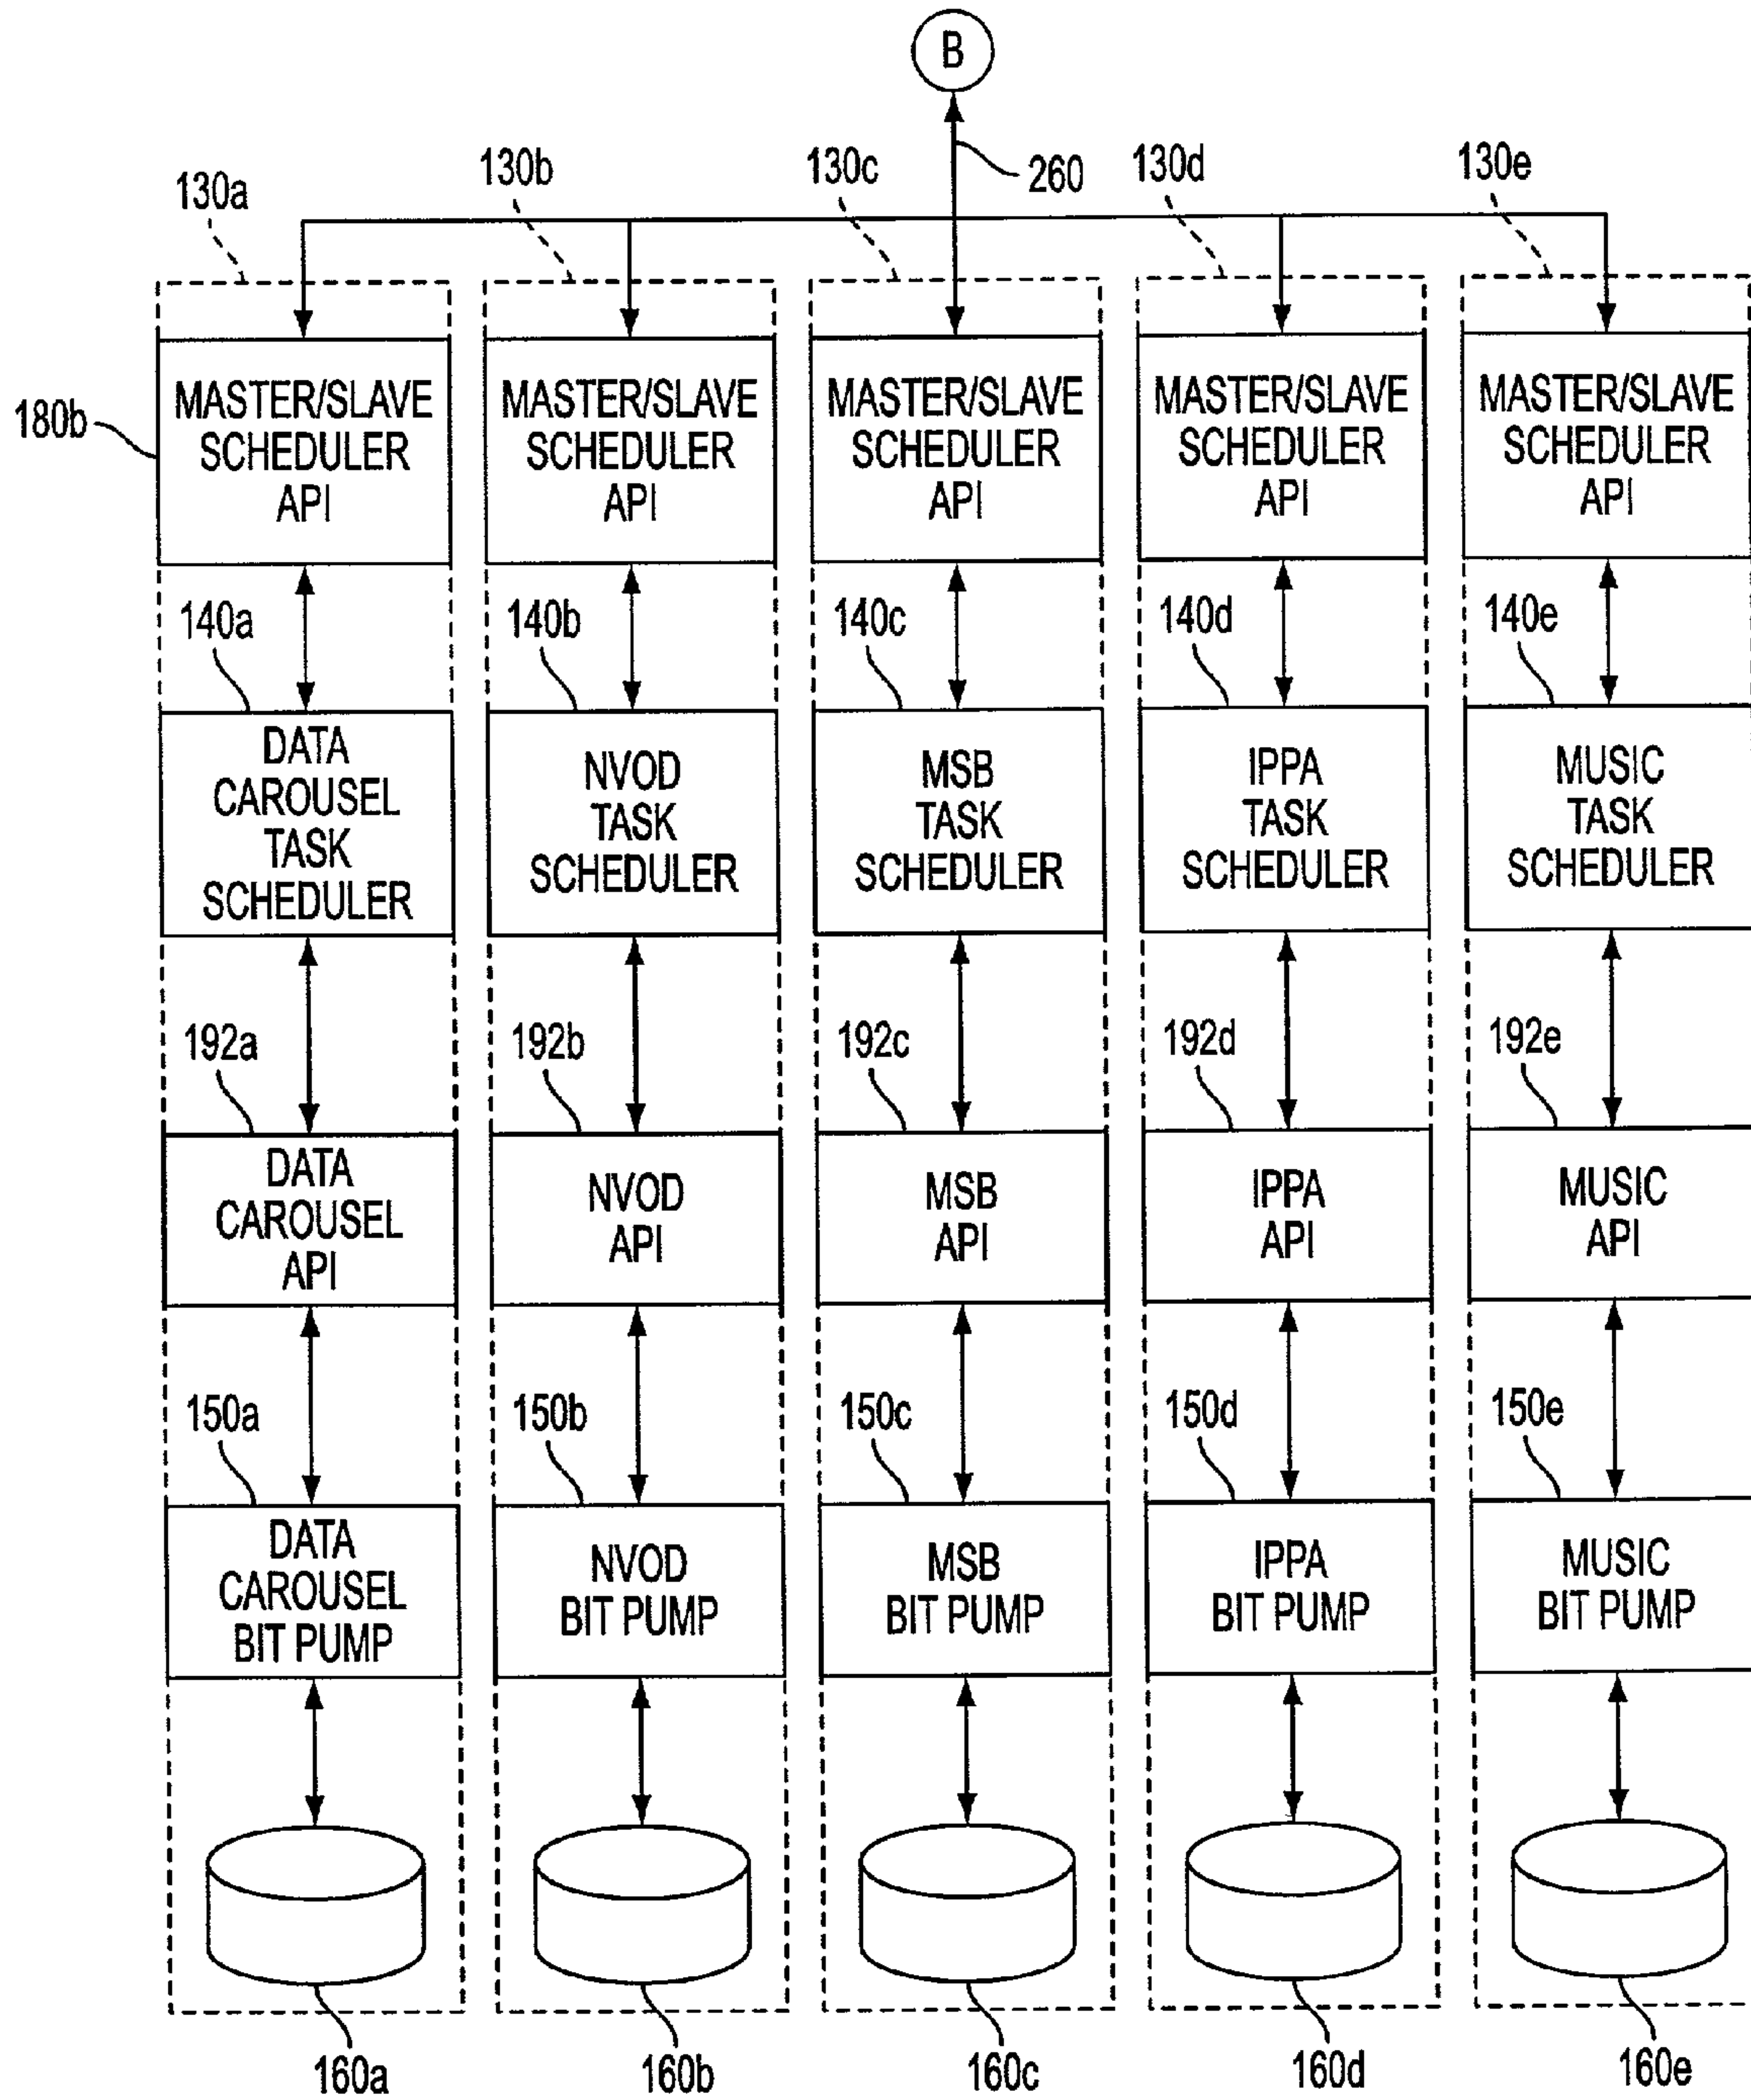 B
260
130a
130b
130c
130d
130e
180b
MASTER/SLAVE
SCHEDULER
API
MASTER/SLAVE
SCHEDULER
API
MASTER/SLAVE
SCHEDULER
API
MASTER/SLAVE
SCHEDULER
API
MASTER/SLAVE
SCHEDULER
API
140a
140b
140c
140d
140e
DATA
CAROUSEL
TASK
SCHEDULER
NVOD
TASK
SCHEDULER
MSB
TASK
SCHEDULER
IPPA
TASK
SCHEDULER
MUSIC
TASK
SCHEDULER
192a
192b
192c
192d
192e
DATA
CAROUSEL
API
NVOD
API
MSB
API
IPPA
API
MUSIC
API
150a
150b
150c
150d
150e
DATA
CAROUSEL
BIT PUMP
NVOD
BIT PUMP
MSB
BIT PUMP
IPPA
BIT PUMP
MUSIC
BIT PUMP
160a
160b
160c
160d
160e